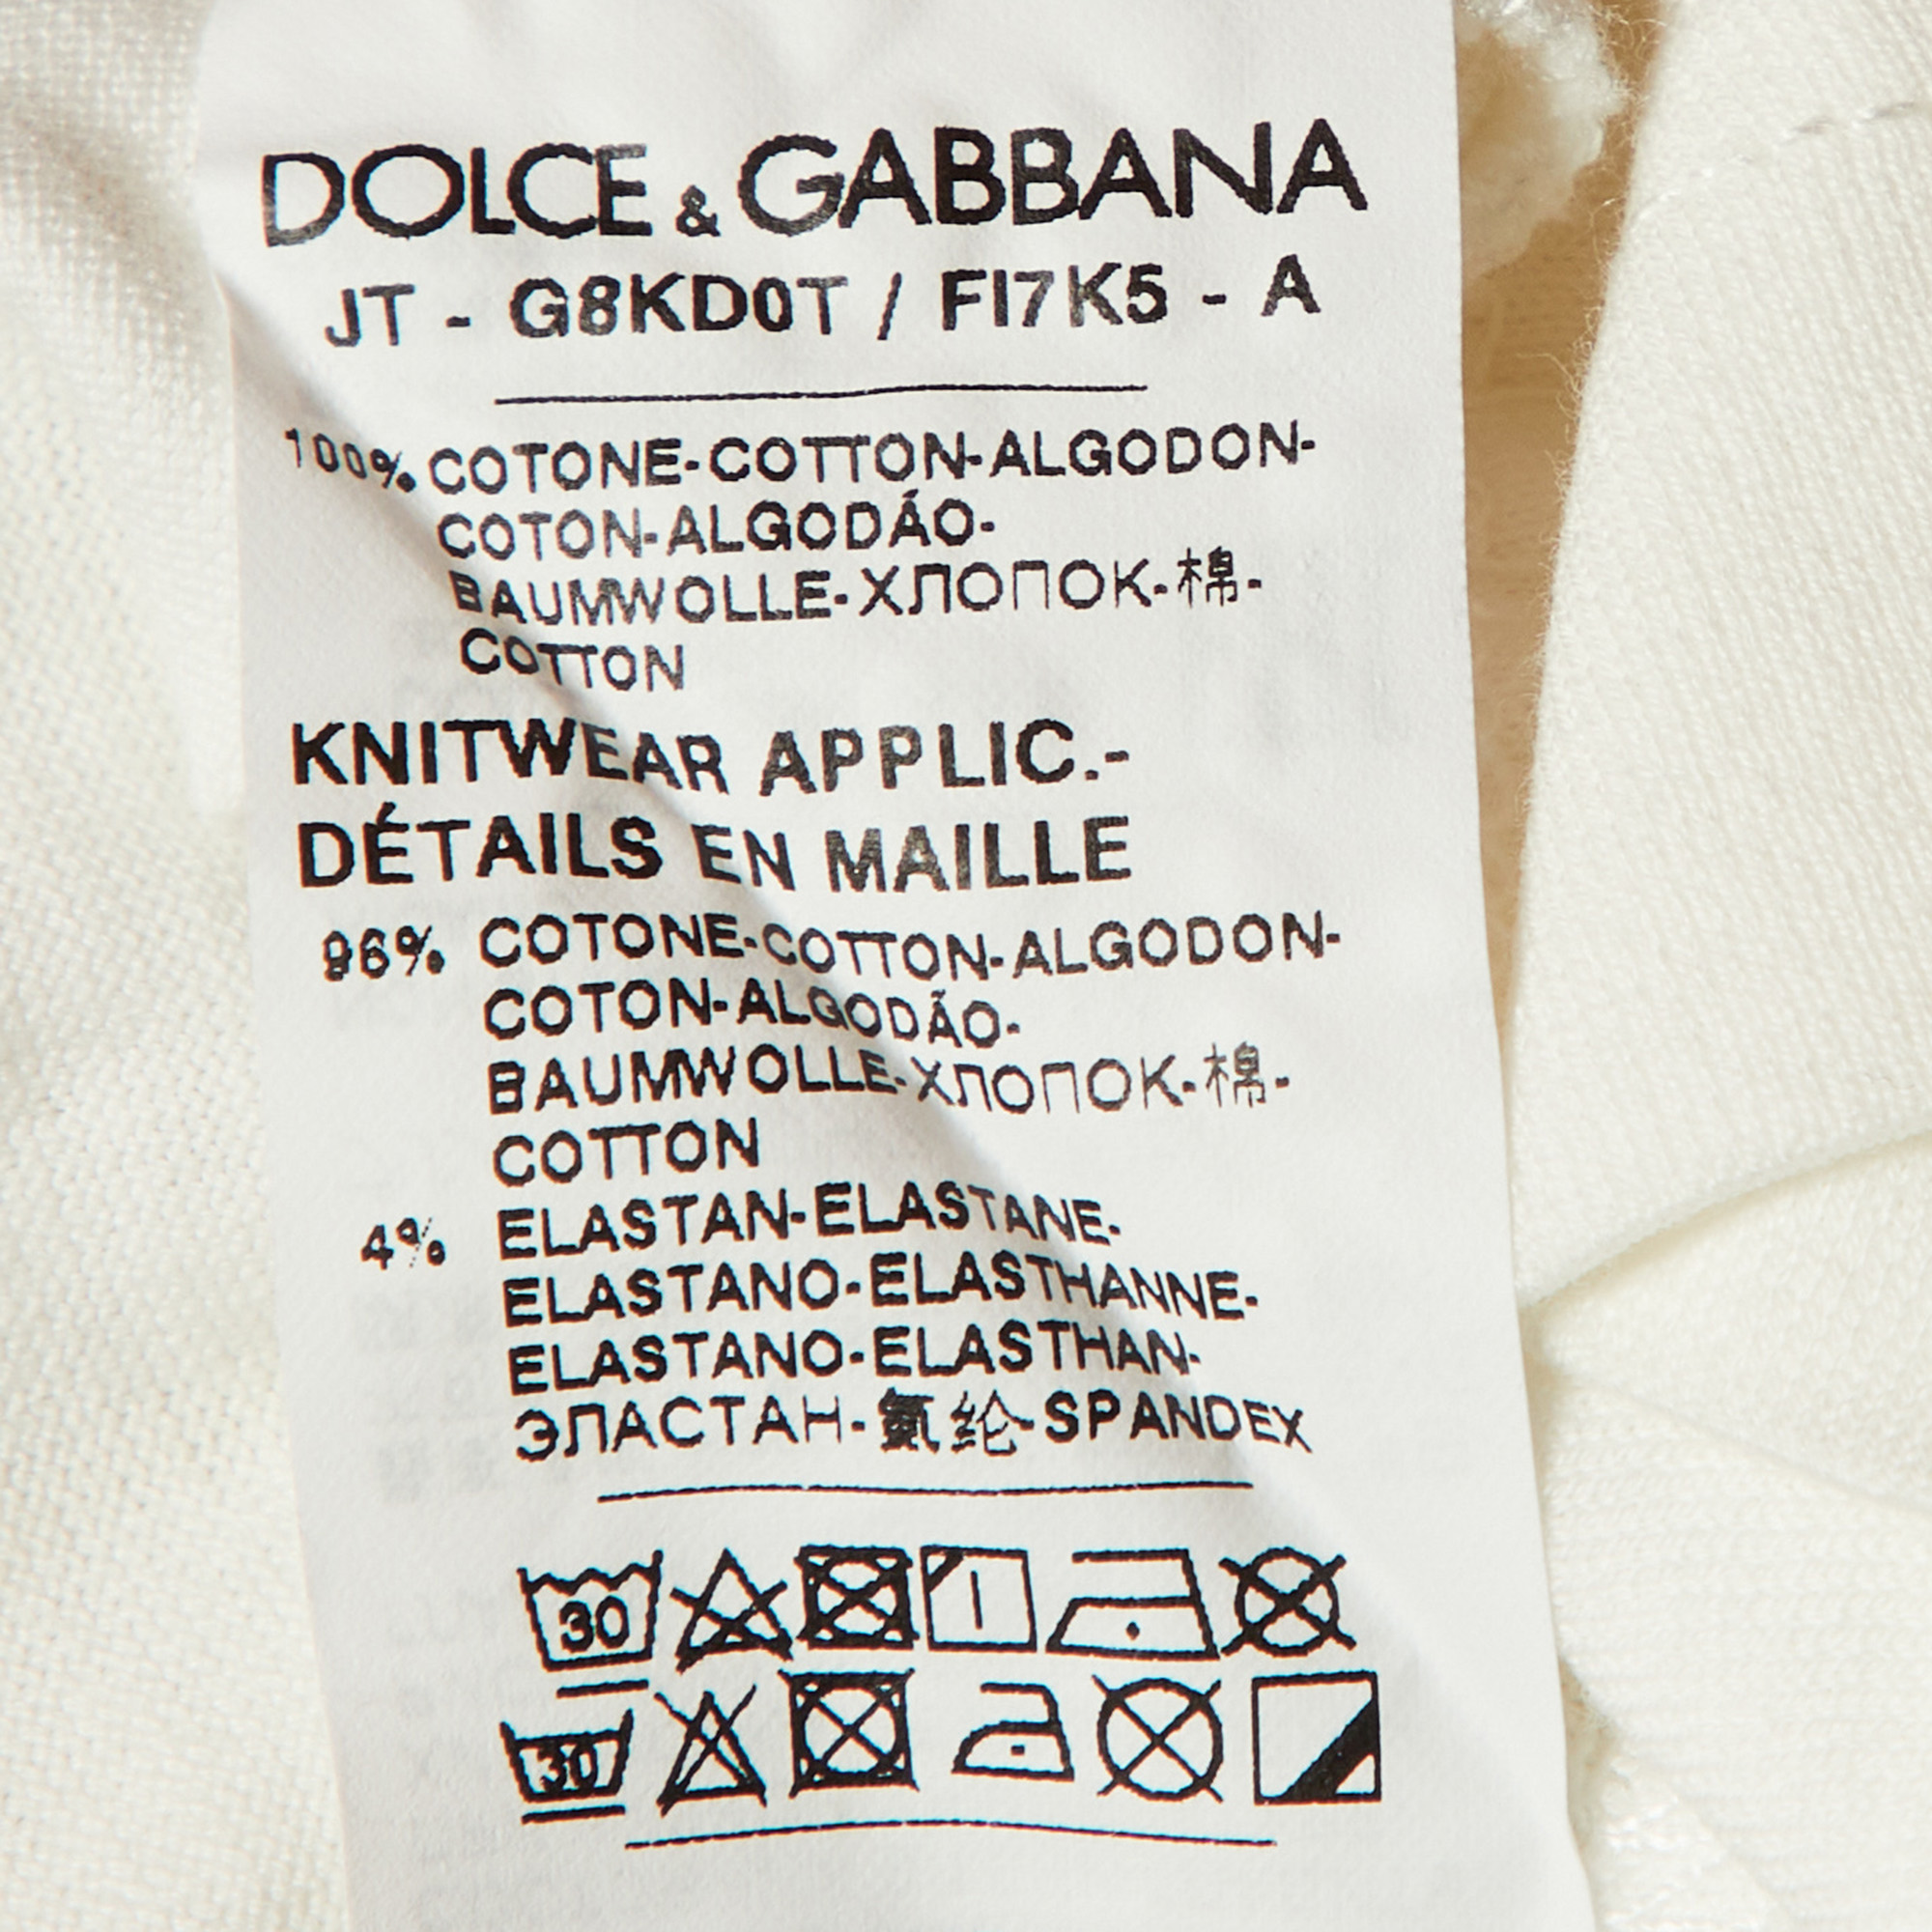 DOLCE & GABBANA
JT - G8KD0T / FI7K5 - A
100% COTONE-COTTON-ALGODON-
COTON-ALGODÃO-
BAUMWOLLE-ХЛОПОК-棉-
COTTON
KNITWEAR APPLIC.-
DÉTAILS EN MAILLE
96% COTONE-COTTON-ALGODON-
COTON-ALGODÃO-
BAUMWOLLE-ХЛОПОК-棉-
COTTON
4% ELASTAN-ELASTANE-
ELASTANO-ELASTHANNE-
ELASTANO-ELASTHAN-
ЭЛАСТАН-氨纶-SPANDEX
30
30